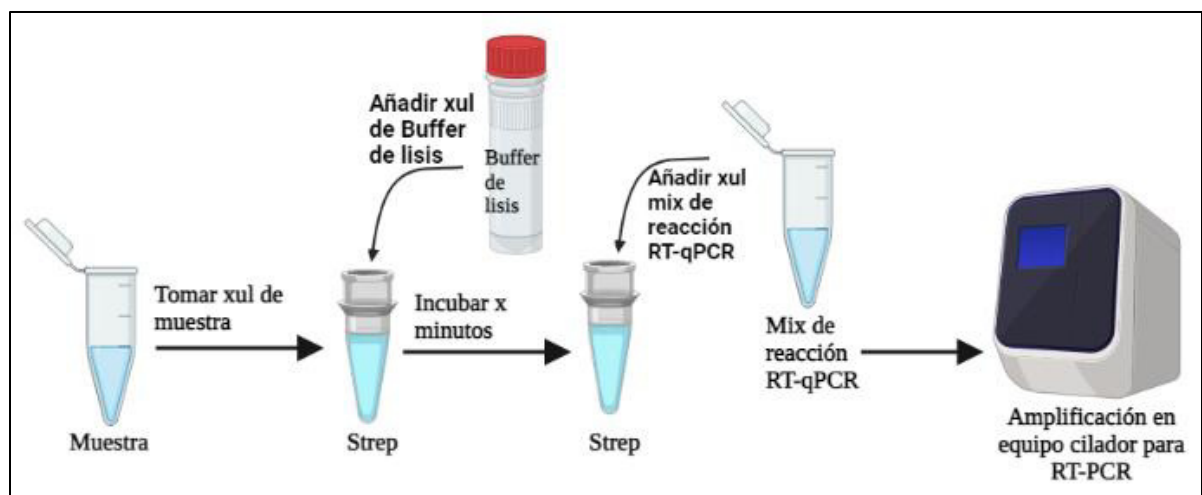 Muestra
Tomar xul de
muestra
Añadir xul
de Buffer
de lisis
Buffer
de
lisis
Strep
Incubar x
minutos
Añadir xul
mix de
reacción
RT-qPCR
Strep
Mix de
reacción
RT-qPCR
Amplificación en
equipo cilador para
RT-PCR